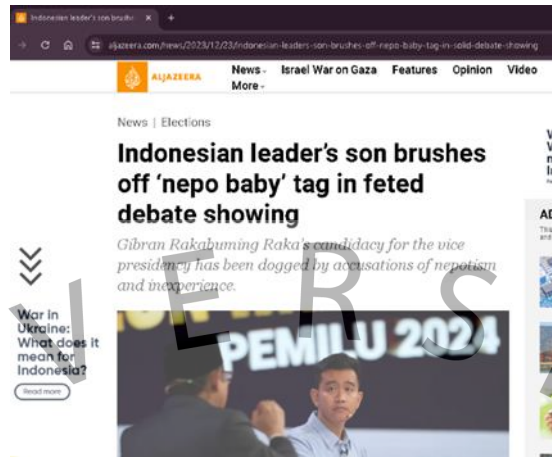 Indonesian leader's son brushe
aljazeera.com/news/2023/12/23/indonesian-leaders-son-brushes-off-nepo-baby-tag-in-solid-debate-showing
ALJAZEERA
News
Israel War on Gaza
Features
Opinion
Video
More
News | Elections
Indonesian leader's son brushes
off 'nepo baby' tag in feted
debate showing
Gibran Rakabuming Raka's candidacy for the vice
presidency has been dogged by accusations of nepotism
and inexperience.
War in
Ukraine:
What does it
mean for
Indonesia?
Read more
PEMILU 2024
VERS